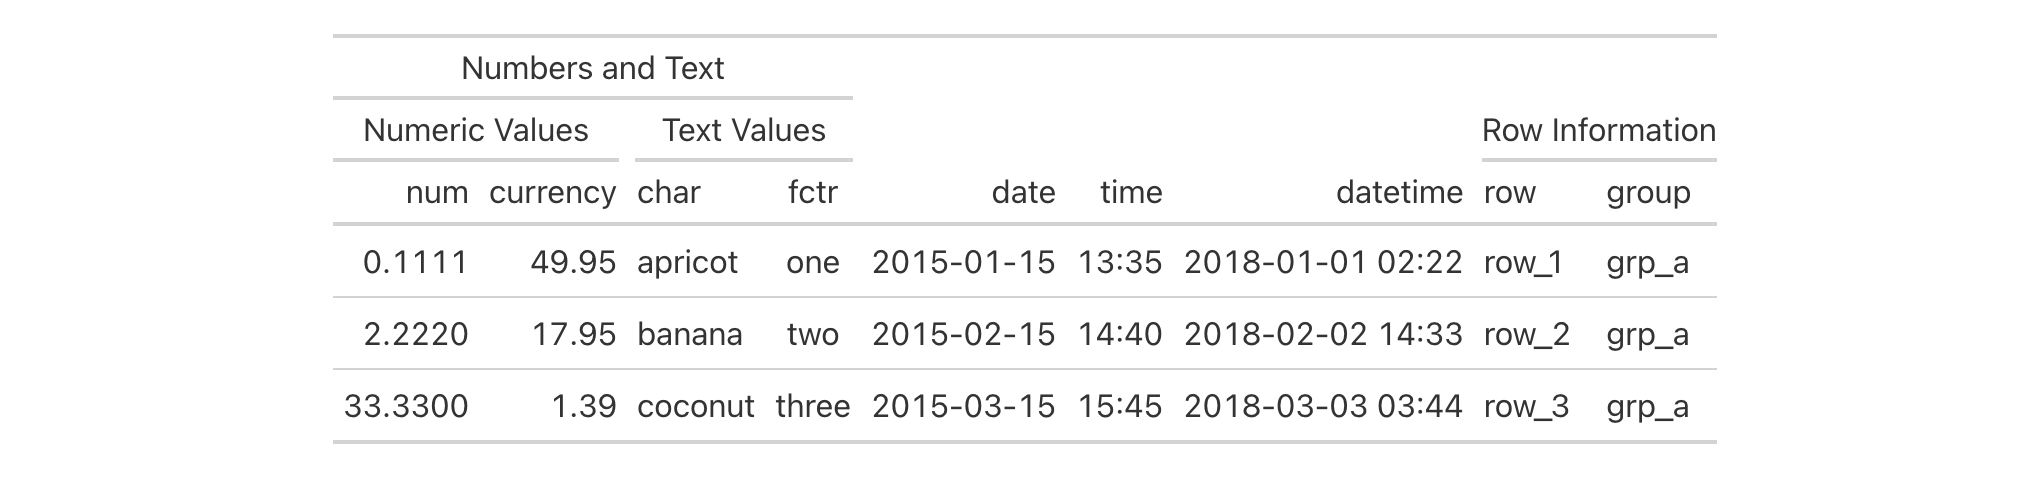 Numbers and Text
Numeric Values Text Values Row Information
num currency char fctr date time datetime row group
0.1111 49.95 apricot one 2015-01-15 13:35 2018-01-01 02:22 row_1 grp_a
2.2220 17.95 banana two 2015-02-15 14:40 2018-02-02 14:33 row_2 grp_a
33.3300 1.39 coconut three 2015-03-15 15:45 2018-03-03 03:44 row_3 grp_a